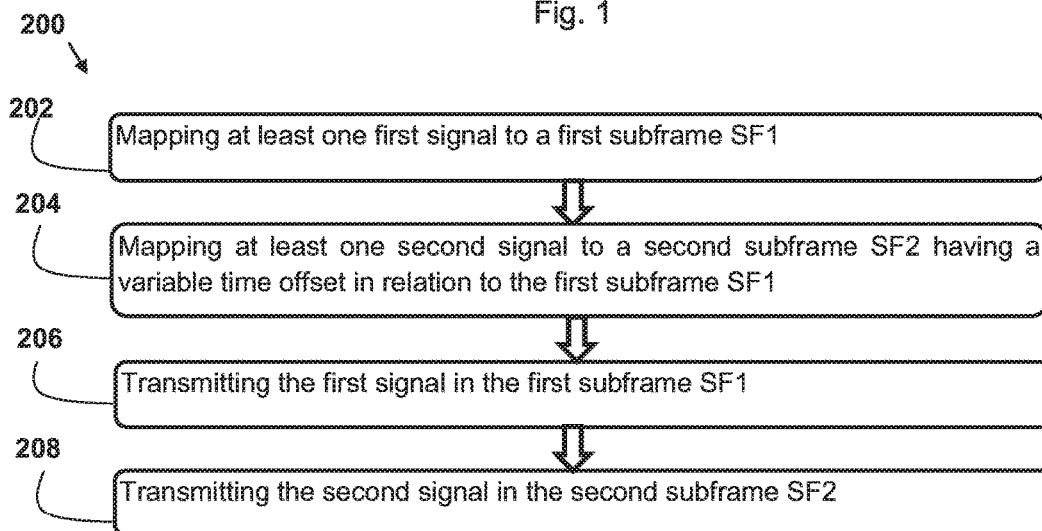 Fig. 1
200
202
Mapping at least one first signal to a first subframe SF1
204
Mapping at least one second signal to a second subframe SF2 having a
variable time offset in relation to the first subframe SF1
206
Transmitting the first signal in the first subframe SF1
208
Transmitting the second signal in the second subframe SF2